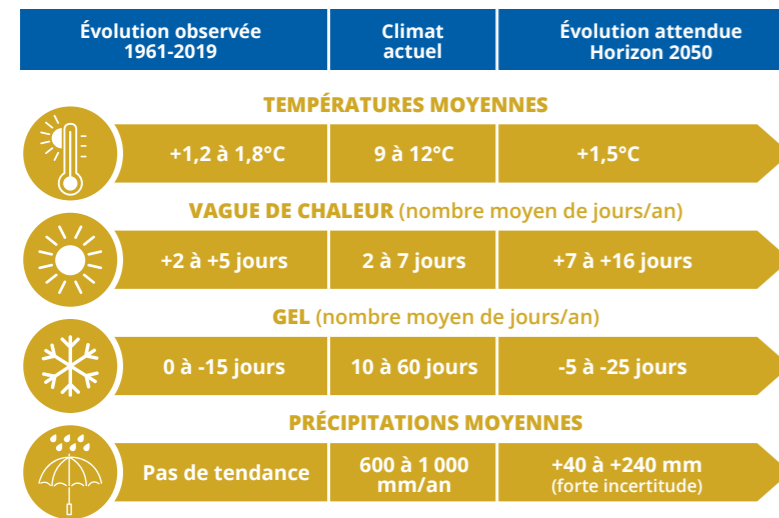 Évolution observée
1961-2019
Climat
actuel
Évolution attendue
Horizon 2050
TEMPÉRATURES MOYENNES
+1,2 à 1,8°C
9 à 12°C
+1,5°C
VAGUE DE CHALEUR (nombre moyen de jours/an)
+2 à +5 jours
2 à 7 jours
+7 à +16 jours
GEL (nombre moyen de jours/an)
0 à -15 jours
10 à 60 jours
-5 à -25 jours
PRÉCIPITATIONS MOYENNES
Pas de tendance
600 à 1 000
mm/an
+40 à +240 mm
(forte incertitude)